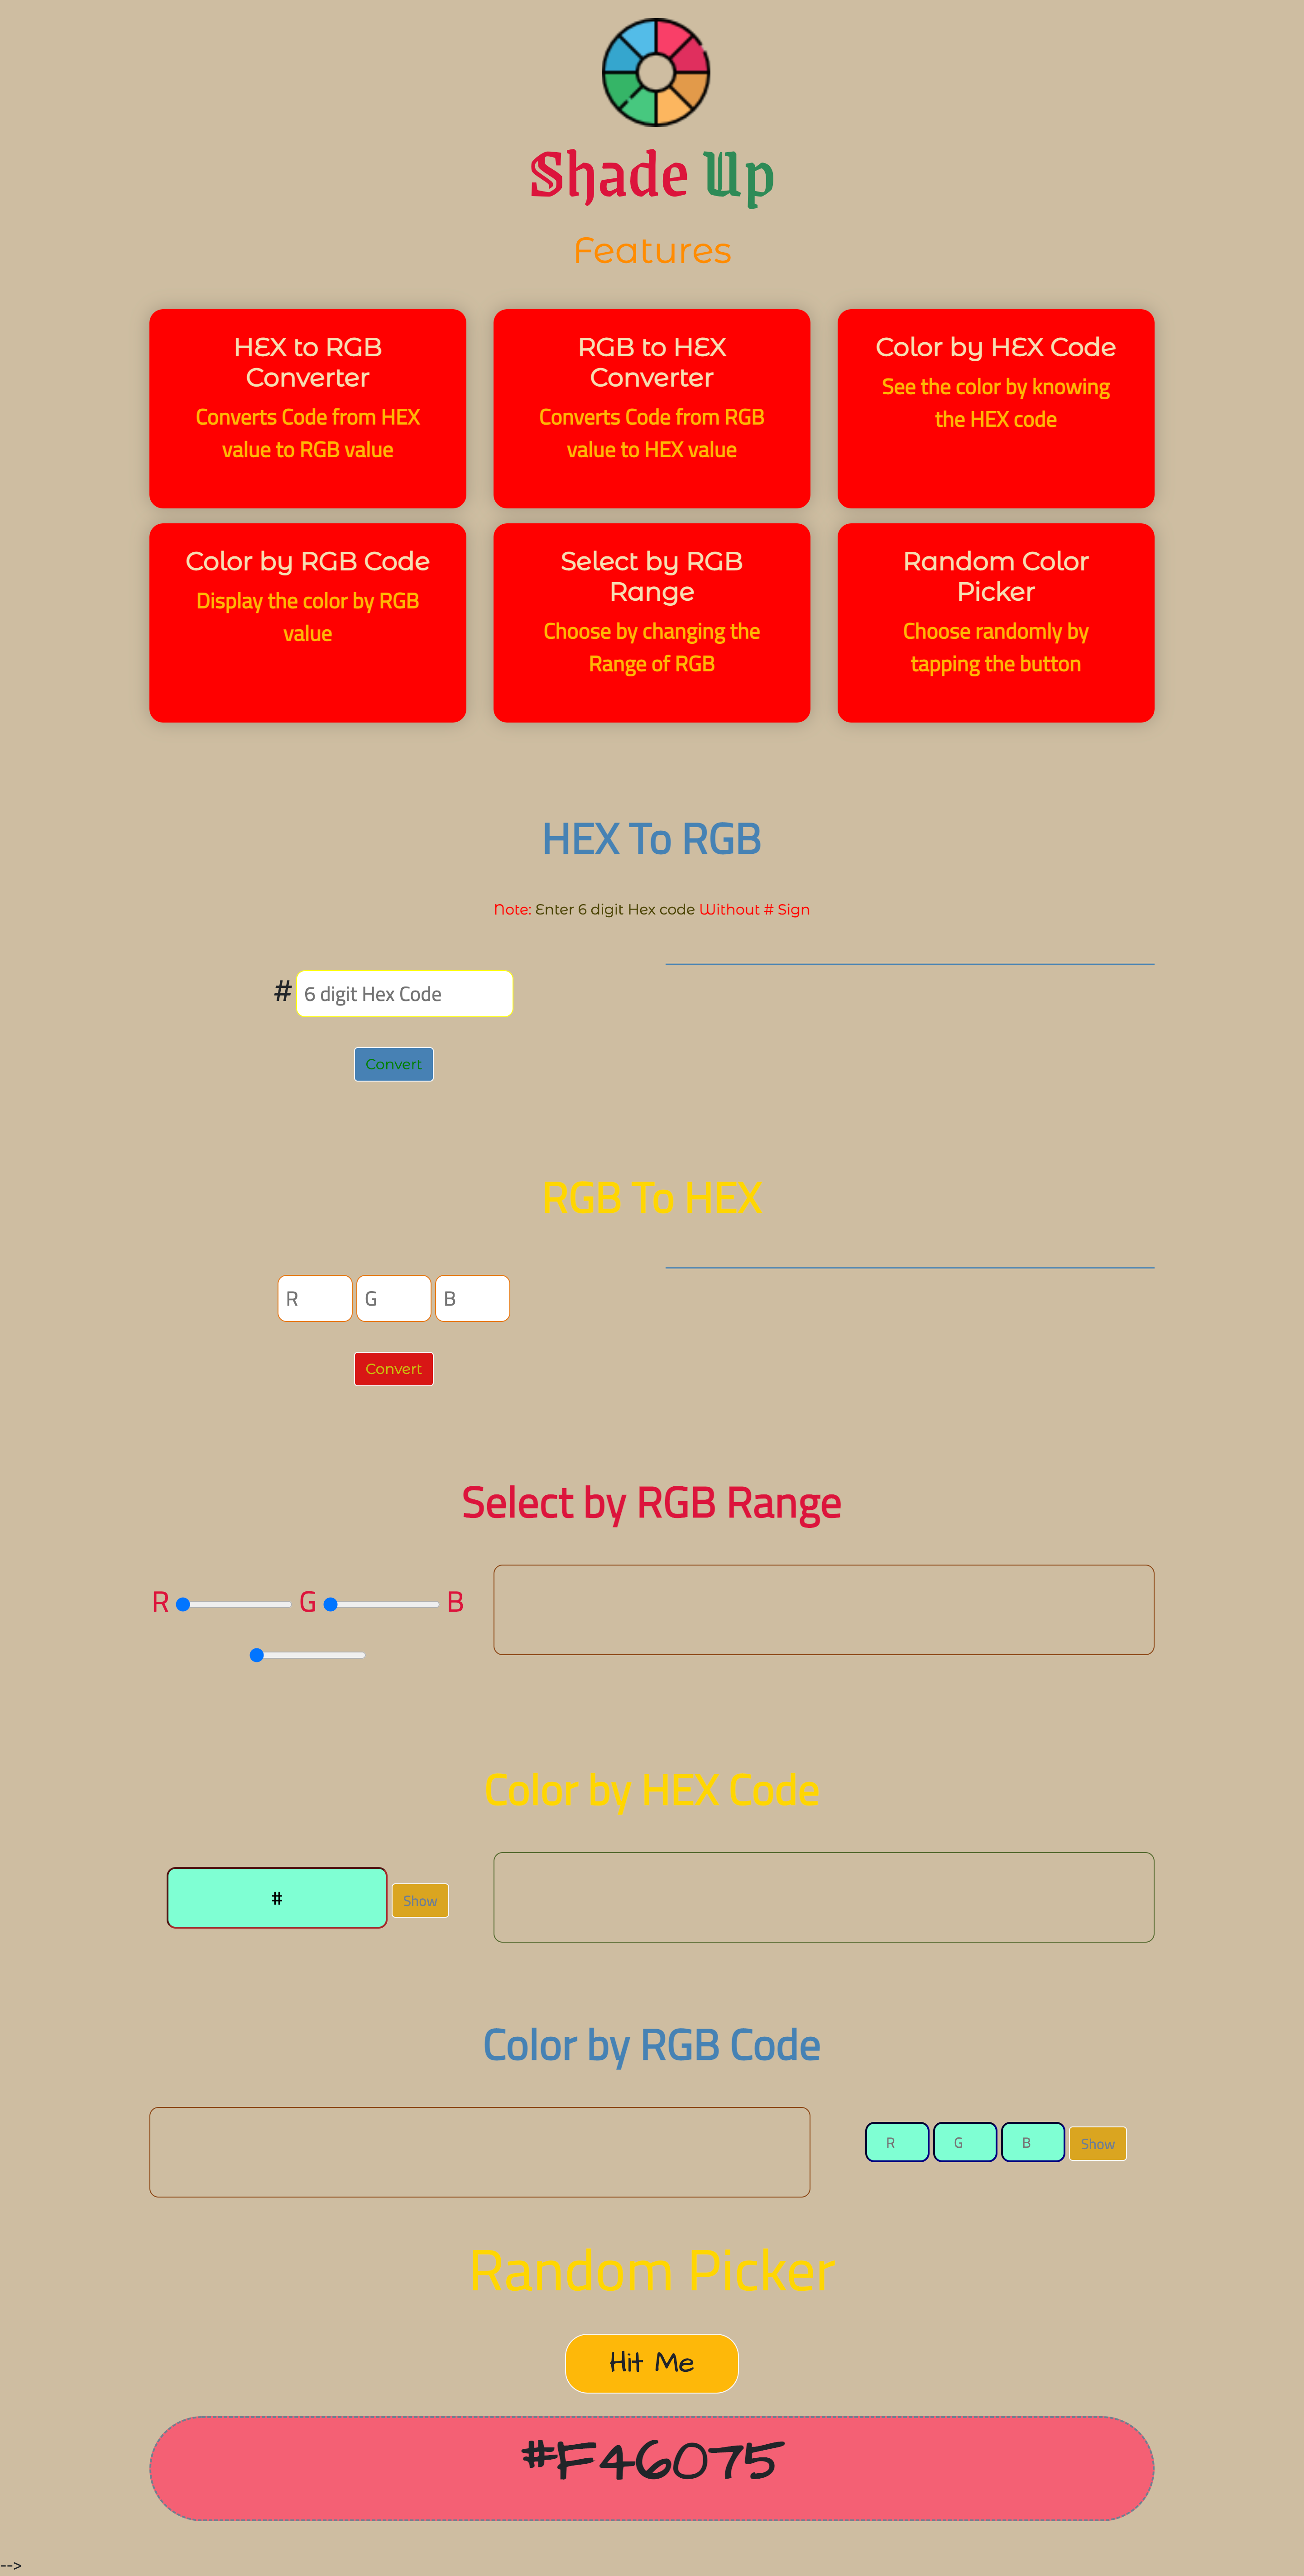 Shade Up
Features
HEX to RGB
Converter
Converts Code from HEX
value to RGB value
RGB to HEX
Converter
Converts Code from RGB
value to HEX value
Color by HEX Code
See the color by knowing
the HEX code
Color by RGB Code
Display the color by RGB
value
Select by RGB
Range
Choose by changing the
Range of RGB
Random Color
Picker
Choose randomly by
tapping the button
HEX To RGB
Note: Enter 6 digit Hex code Without # Sign
# 6 digit Hex Code
Convert
RGB To HEX
R G B
Convert
Select by RGB Range
R G B
Color by HEX Code
# Show
Color by RGB Code
R G B Show
Random Picker
Hit Me
#F46075
-->